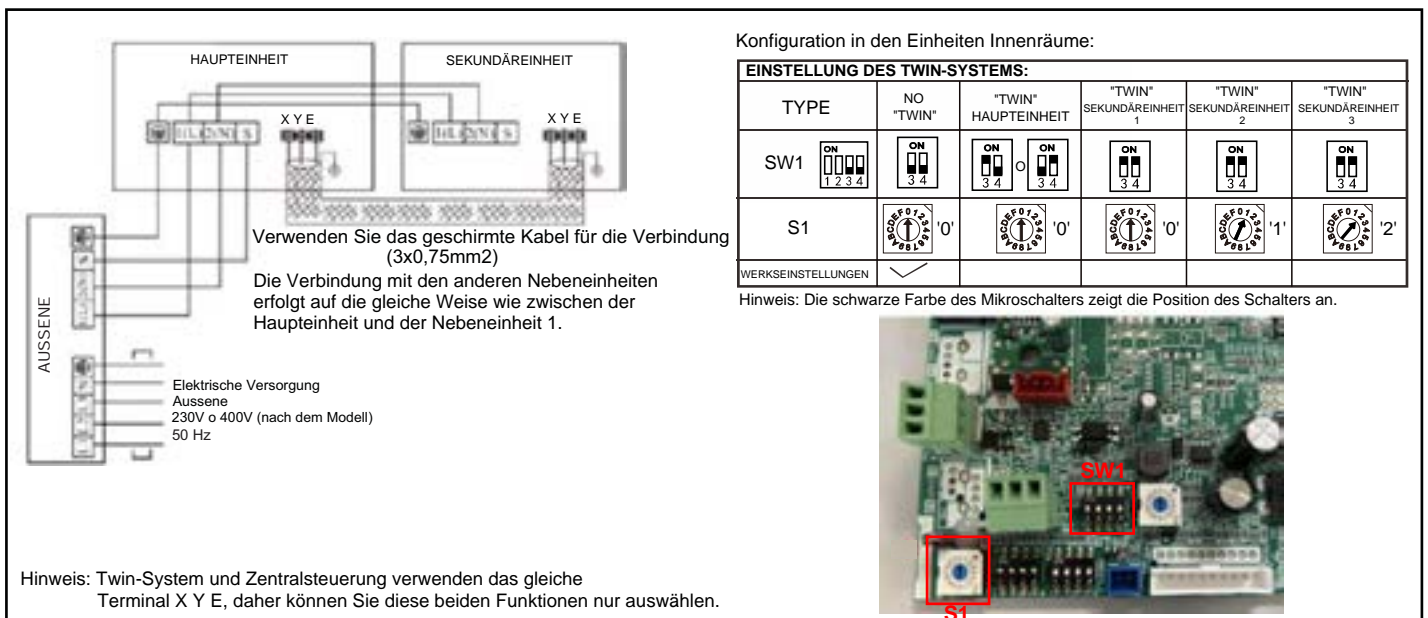 HAUPTEINHEIT
SEKUNDÄREINHEIT
X Y E
X Y E
1(L) 2(N) S
1(L) 2(N) S
Verwenden Sie das geschirmte Kabel für die Verbindung
(3x0,75mm2)
Die Verbindung mit den anderen Nebeneinheiten
erfolgt auf die gleiche Weise wie zwischen der
Haupteinheit und der Nebeneinheit 1.
AUSSENE
Elektrische Versorgung
Aussene
230V o 400V (nach dem Modell)
50 Hz
Hinweis: Twin-System und Zentralsteuerung verwenden das gleiche
Terminal X Y E, daher können Sie diese beiden Funktionen nur auswählen.
Konfiguration in den Einheiten Innenräume:
EINSTELLUNG DES TWIN-SYSTEMS:
TYPE
NO "TWIN"
"TWIN" HAUPTEINHEIT
"TWIN" SEKUNDÄREINHEIT 1
"TWIN" SEKUNDÄREINHEIT 2
"TWIN" SEKUNDÄREINHEIT 3
SW1
ON 1 2 3 4
ON 3 4
ON 3 4 O ON 3 4
ON 3 4
ON 3 4
ON 3 4
S1
'0'
'0'
'0'
'1'
'2'
WERKSEINSTELLUNGEN
Hinweis: Die schwarze Farbe des Mikroschalters zeigt die Position des Schalters an.
SW1
S1